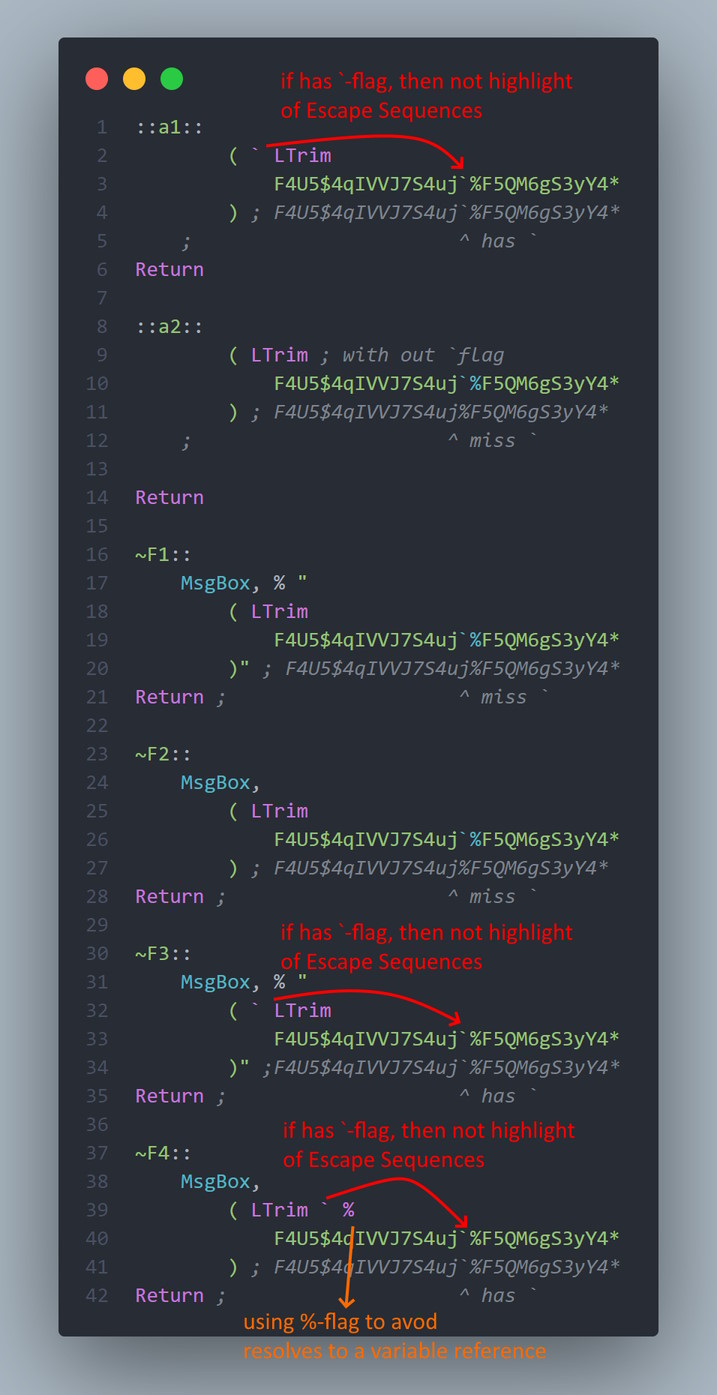 if has `-flag, then not highlight
of Escape Sequences
1 ::a1::
2 ( ` LTrim
3 F4U5$4qIVVJ7S4uj`%F5QM6gS3yY4*
4 ) ; F4U5$4qIVVJ7S4uj`%F5QM6gS3yY4*
5 ; ^ has `
6 Return
7
8 ::a2::
9 ( LTrim ; with out `flag
10 F4U5$4qIVVJ7S4uj`%F5QM6gS3yY4*
11 ) ; F4U5$4qIVVJ7S4uj%F5QM6gS3yY4*
12 ; ^ miss `
13
14 Return
15
16 ~F1::
17 MsgBox, % "
18 ( LTrim
19 F4U5$4qIVVJ7S4uj`%F5QM6gS3yY4*
20 )" ; F4U5$4qIVVJ7S4uj%F5QM6gS3yY4*
21 Return ; ^ miss `
22
23 ~F2::
24 MsgBox,
25 ( LTrim
26 F4U5$4qIVVJ7S4uj`%F5QM6gS3yY4*
27 ) ; F4U5$4qIVVJ7S4uj%F5QM6gS3yY4*
28 Return ; ^ miss `
29
if has `-flag, then not highlight
30 ~F3::
of Escape Sequences
31 MsgBox, % "
32 ( ` LTrim
33 F4U5$4qIVVJ7S4uj`%F5QM6gS3yY4*
34 )" ;F4U5$4qIVVJ7S4uj`%F5QM6gS3yY4*
35 Return ; ^ has `
36
if has `-flag, then not highlight
37 ~F4::
of Escape Sequences
38 MsgBox,
39 ( LTrim ` %
40 F4U5$4qIVVJ7S4uj`%F5QM6gS3yY4*
41 ) ; F4U5$4qIVVJ7S4uj`%F5QM6gS3yY4*
42 Return ; ^ has `
using %-flag to avod
resolves to a variable reference